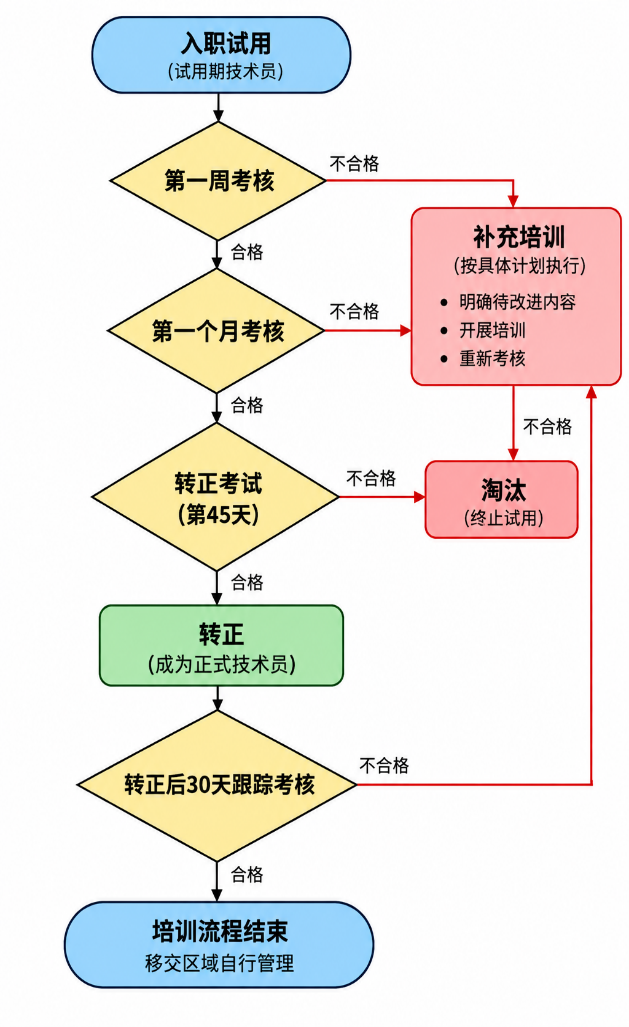 入职试用
(试用期技术员)
第一周考核
不合格
补充培训
(按具体计划执行)
● 明确待改进内容
● 开展培训
● 重新考核
合格
第一个月考核
不合格
合格
不合格
转正考试
(第45天)
不合格
淘汰
(终止试用)
合格
转正
(成为正式技术员)
转正后30天跟踪考核
不合格
合格
培训流程结束
移交区域自行管理